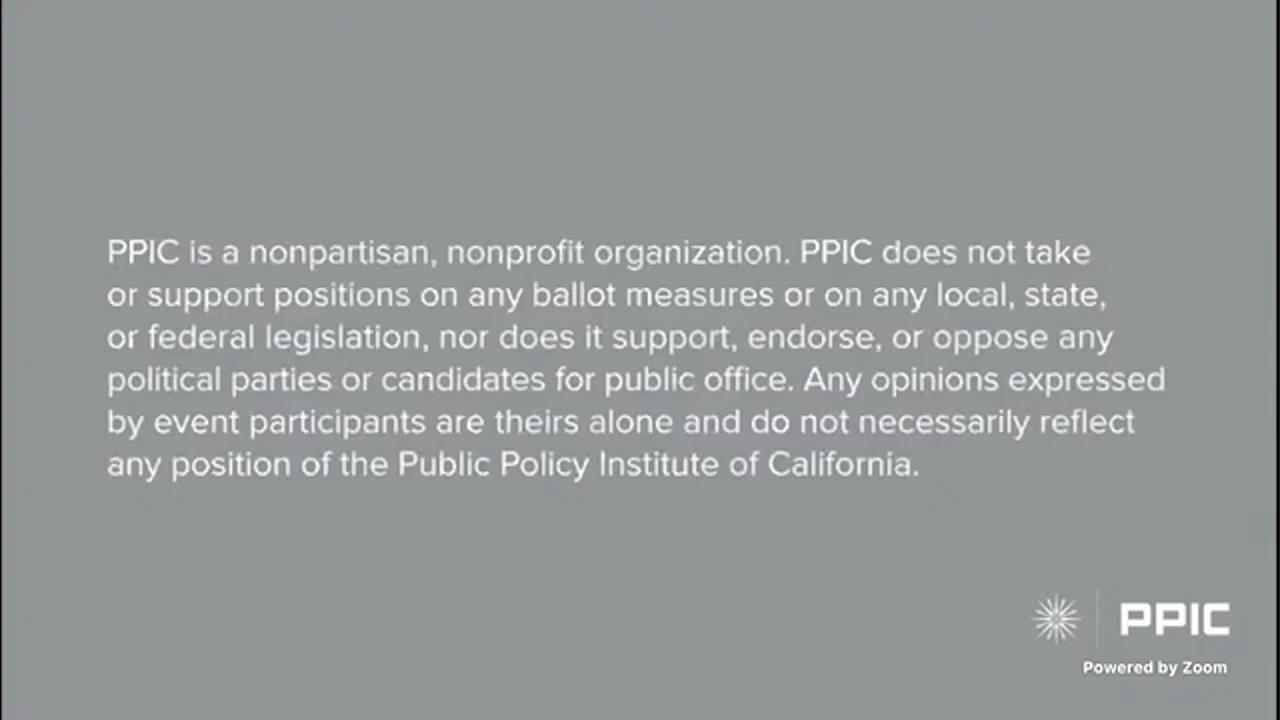 PPIC is a nonpartisan, nonprofit organization. PPIC does not take
or support positions on any ballot measures or on any local, state,
or federal legislation, nor does it support, endorse, or oppose any
political parties or candidates for public office. Any opinions expressed
by event participants are theirs alone and do not necessarily reflect
any position of the Public Policy Institute of California.
PPIC
Powered by Zoom